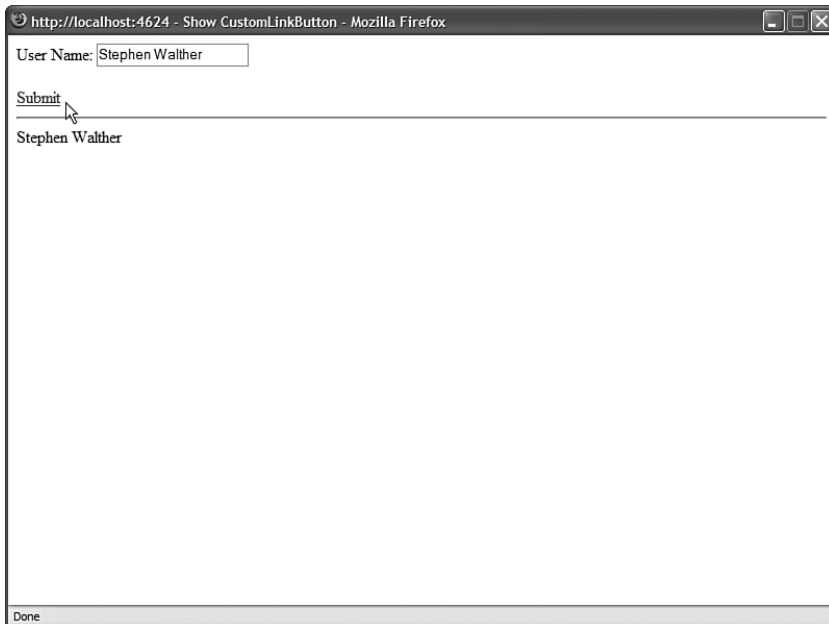 http://localhost:4624 - Show CustomLinkButton - Mozilla Firefox
User Name: Stephen Walther
Submit
Stephen Walther
Done